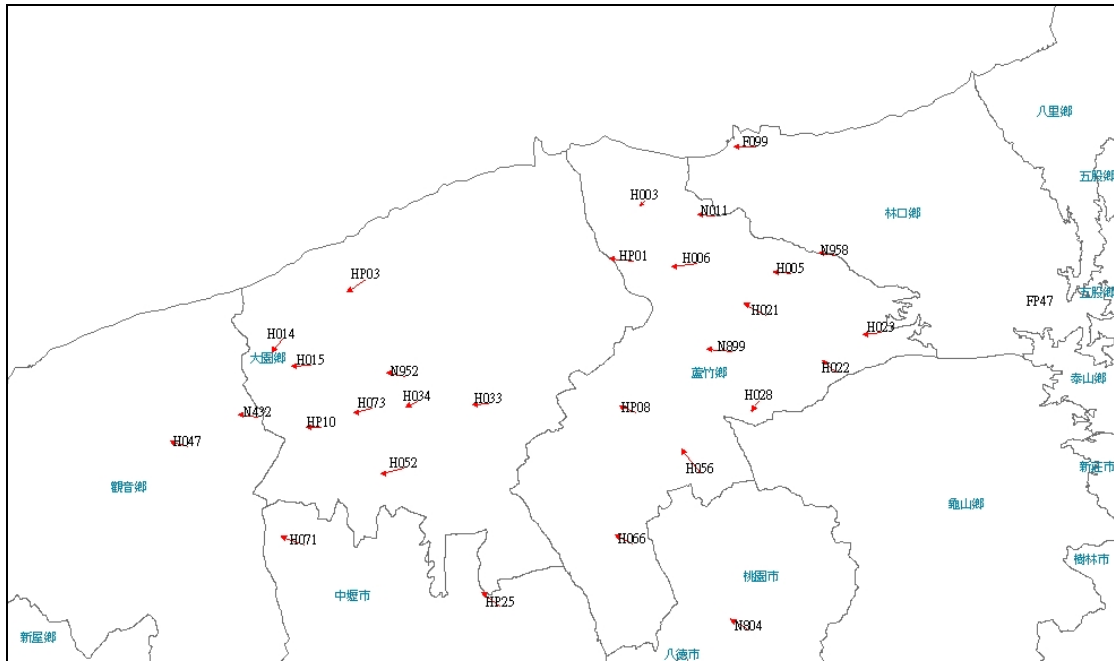 八里鄉
F099
五股鄉
H003
N011
林口鄉
N958
HP01
H006
H005
HP03
五股鄉
FP47
H021
H023
H014
大園鄉
H015
N899
H022
N952
蘆竹鄉
泰山鄉
H034
H033
H028
H073
HP08
N432
HP10
H047
H052
H056
新庄市
觀音鄉
龜山鄉
H071
H066
樹林市
桃園市
中壢市
HP25
N804
新屋鄉
八德市